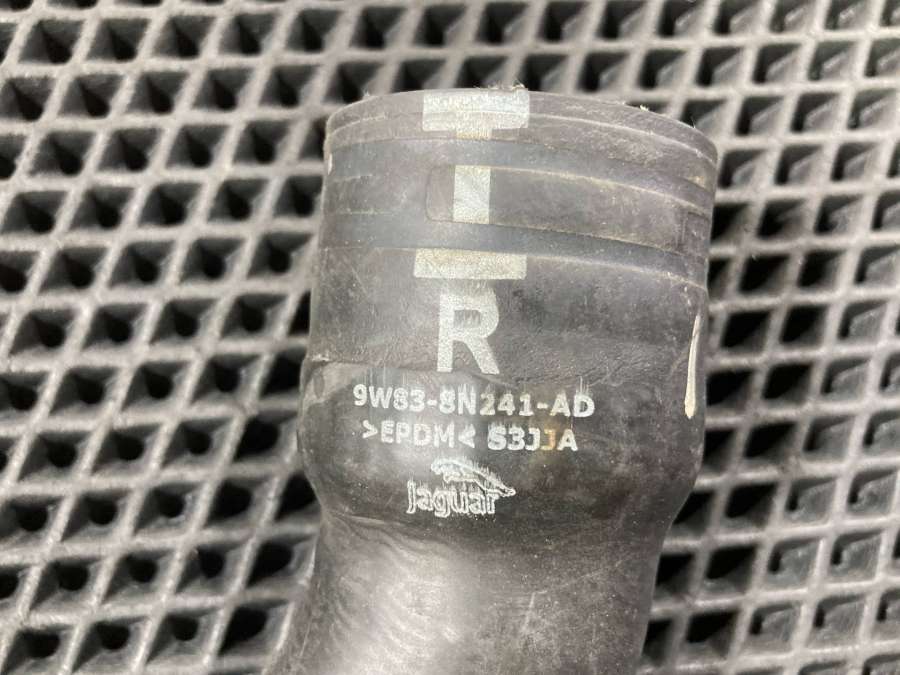 R
9W83-8N241-AD
>EPDM< S3JJA
Jaguar